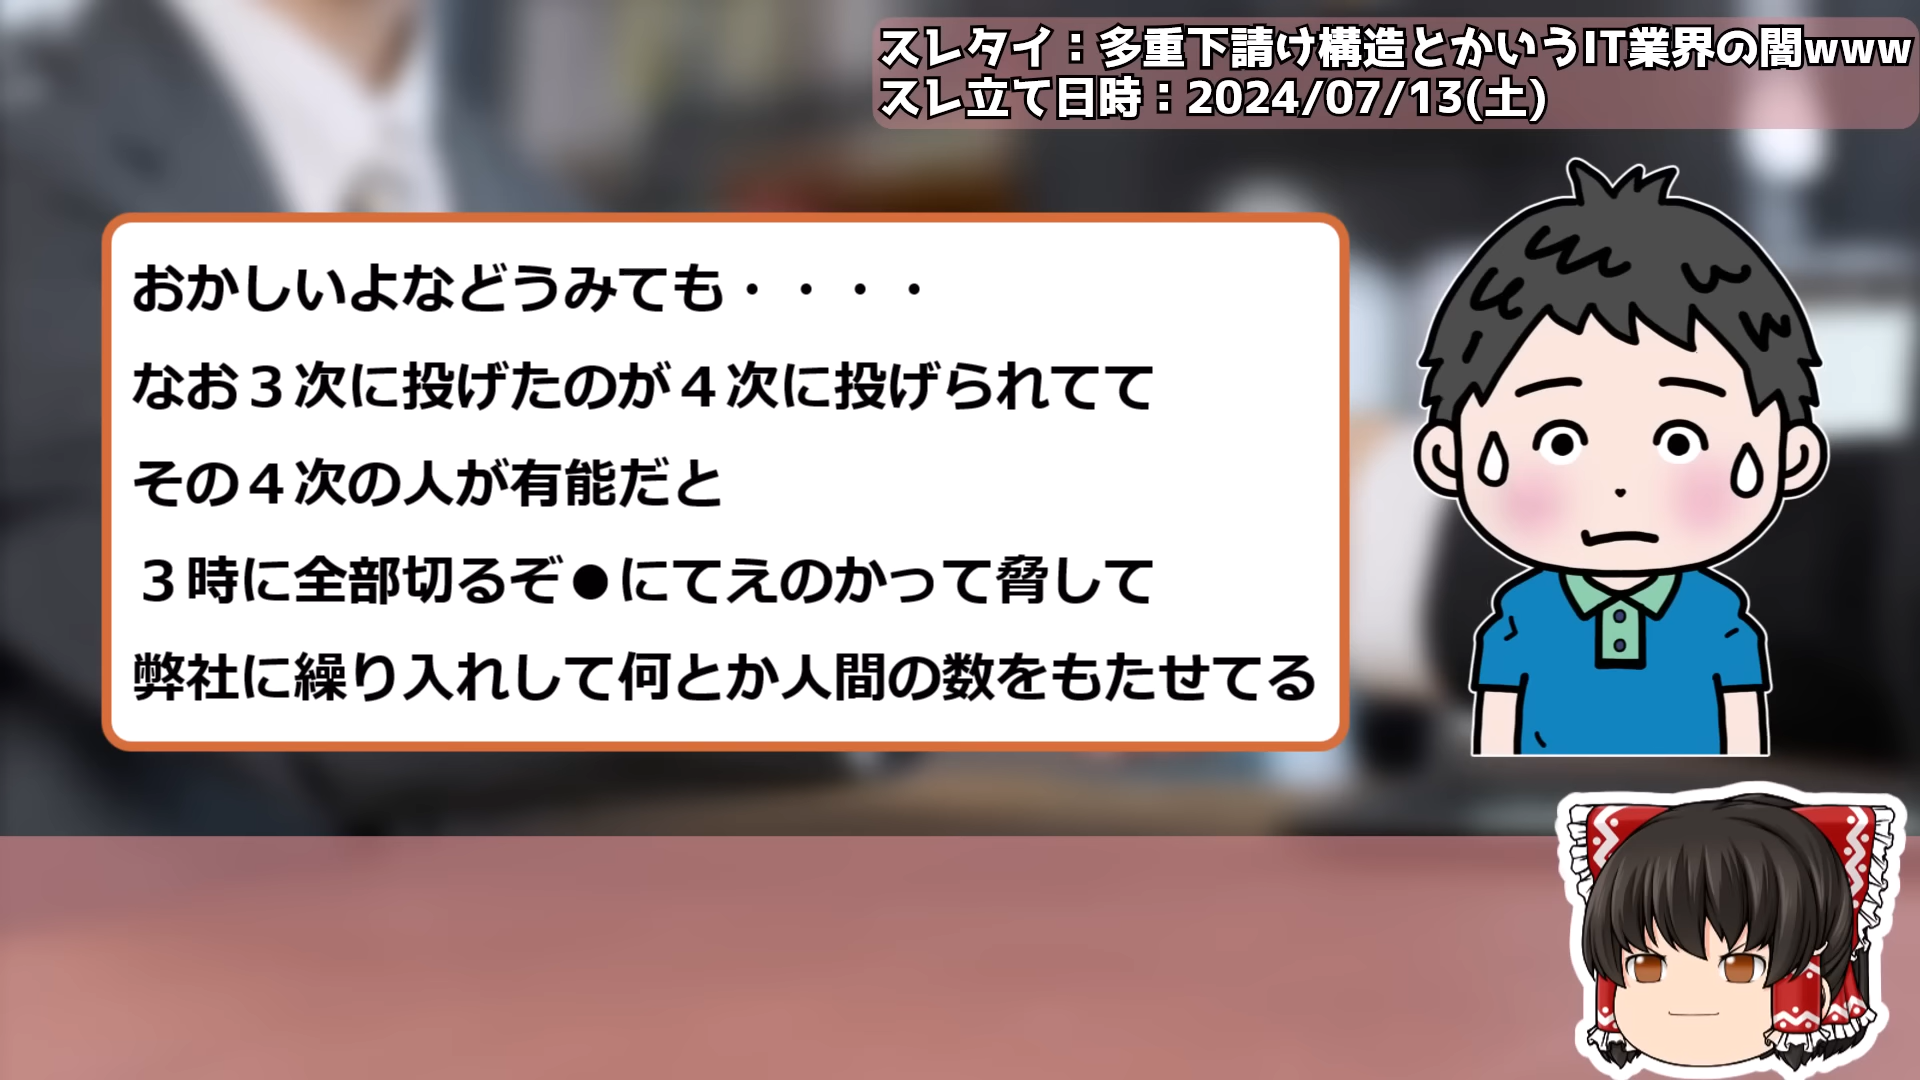 スレタイ：多重下請け構造とかいうIT業界の闇www
スレ立て日時：2024/07/13(土)
おかしいよなどうみても・・・・
なお３次に投げたのが４次に投げられてて
その４次の人が有能だと
３時に全部切るぞ●にてえのかって脅して
弊社に繰り入れして何とか人間の数をもたせてる